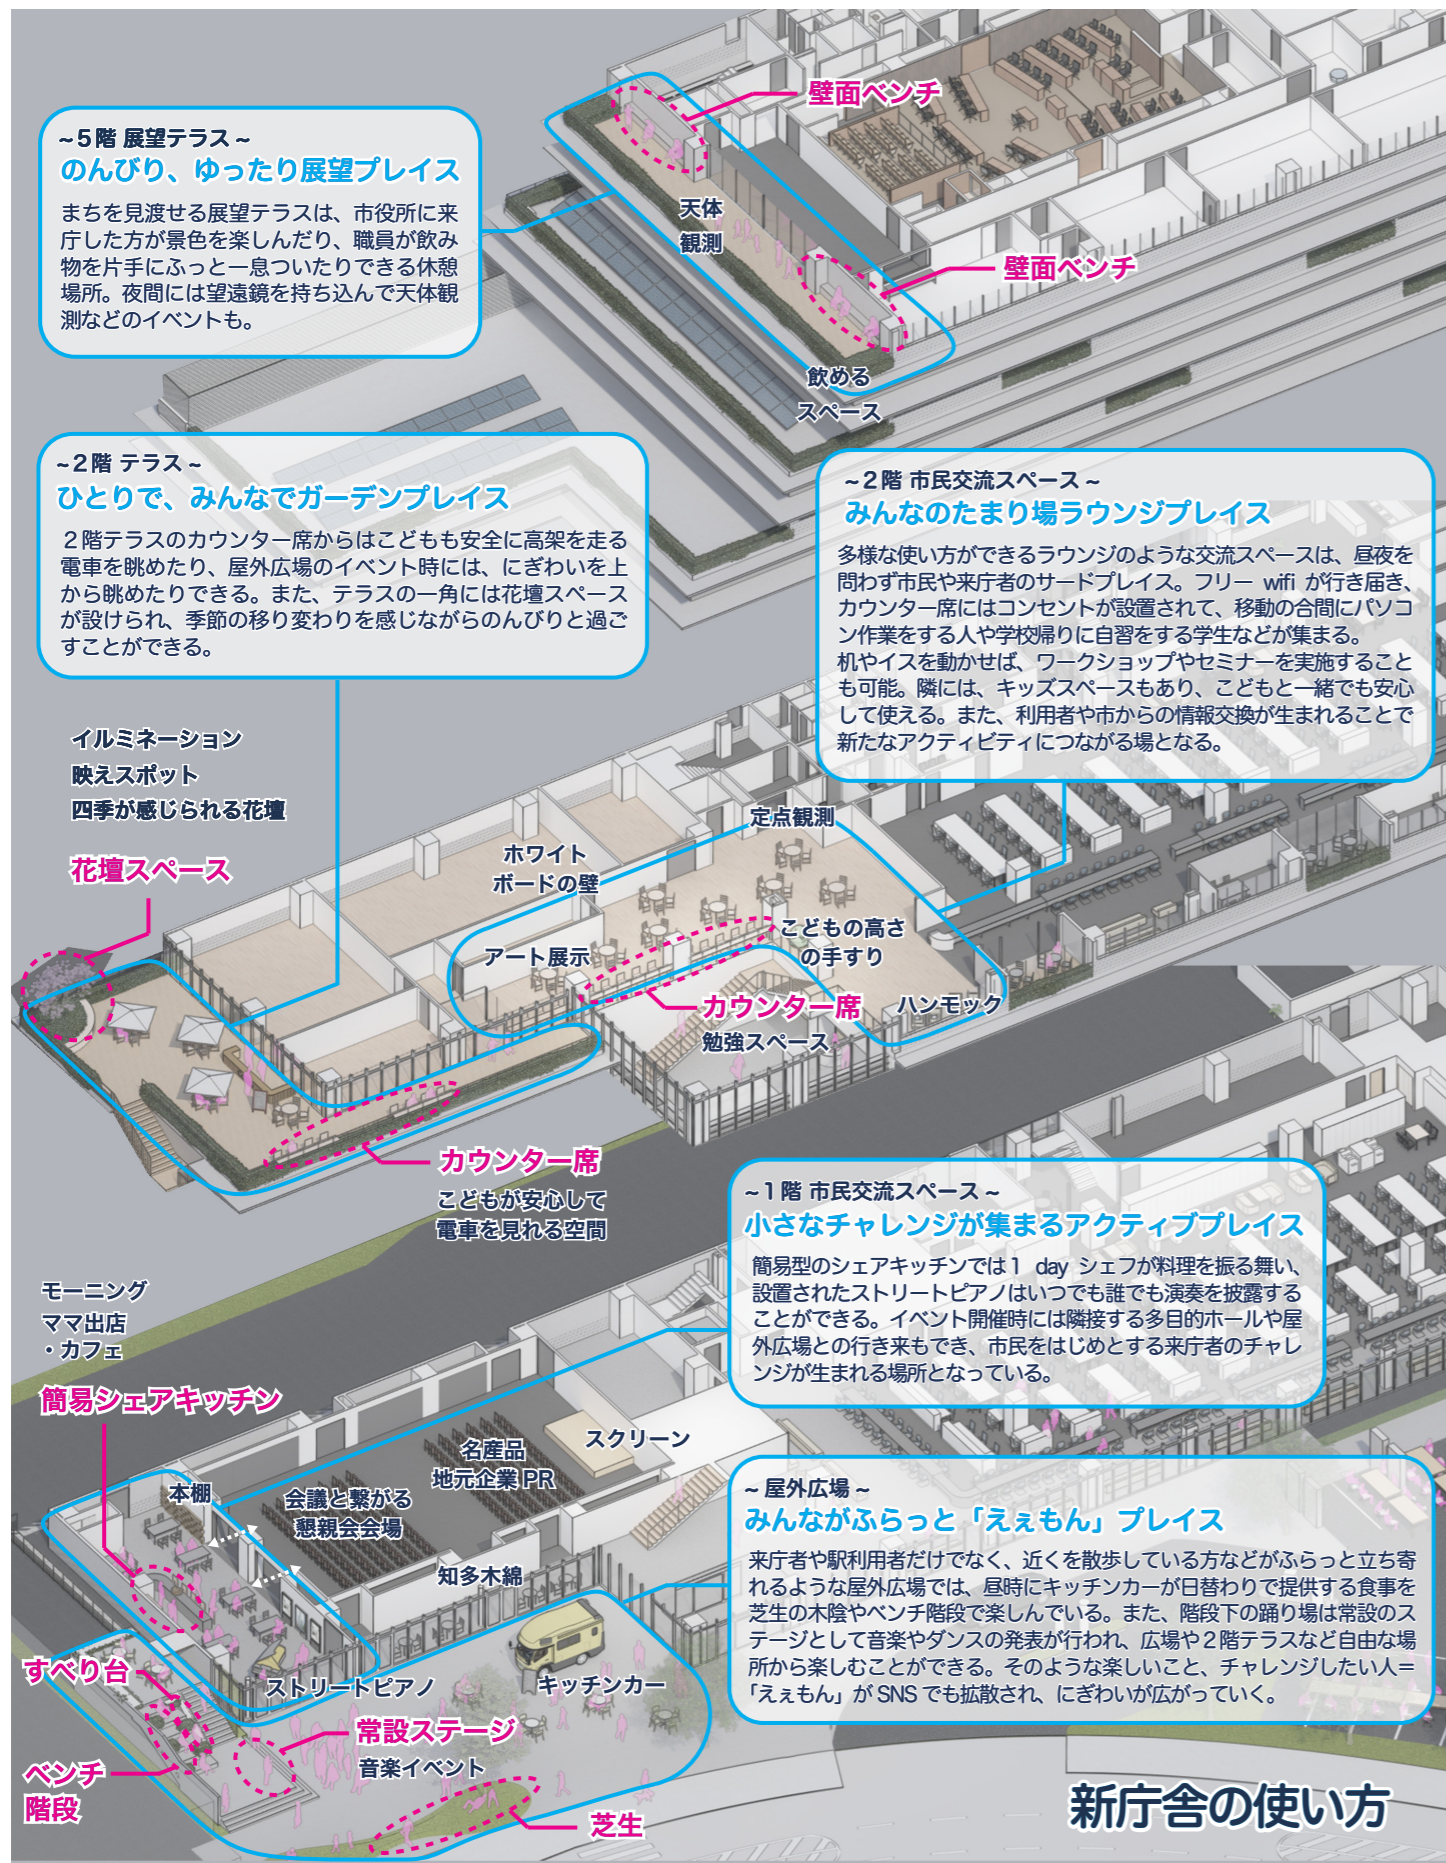 壁面ベンチ
~５階 展望テラス~
のんびり、ゆったり展望プレイス
まちを見渡せる展望テラスは、市役所に来
庁した方が景色を楽しんだり、職員が飲み
物を片手にふっと一息ついたりできる休憩
場所。夜間には望遠鏡を持ち込んで天体観
測などのイベントも。
天体
観測
壁面ベンチ
飲める
スペース
~２階 テラス~
ひとりで、みんなでガーデンプレイス
２階テラスのカウンター席からはこどもも安全に高架を走る
電車を眺めたり、屋外広場のイベント時には、にぎわいを上
から眺めたりできる。また、テラスの一角には花壇スペース
が設けられ、季節の移り変わりを感じながらのんびりと過ご
すことができる。
~２階 市民交流スペース~
みんなのたまり場ラウンジプレイス
多様な使い方ができるラウンジのような交流スペースは、昼夜を
問わず市民や来庁者のサードプレイス。フリー wifi が行き届き、
カウンター席にはコンセントが設置されて、移動の合間にパソコ
ン作業をする人や学校帰りに自習をする学生などが集まる。
机やイスを動かせば、ワークショップやセミナーを実施すること
も可能。隣には、キッズスペースもあり、こどもと一緒でも安心
して使える。また、利用者や市からの情報交換が生まれることで
新たなアクティビティにつながる場となる。
イルミネーション
映えスポット
四季が感じられる花壇
花壇スペース
定点観測
ホワイト
ボードの壁
アート展示
こどもの高さ
の手すり
カウンター席
勉強スペース
ハンモック
カウンター席
こどもが安心して
電車を見れる空間
~１階 市民交流スペース~
小さなチャレンジが集まるアクティブプレイス
簡易型のシェアキッチンでは１ day シェフが料理を振る舞い、
設置されたストリートピアノはいつでも誰でも演奏を披露する
ことができる。イベント開催時には隣接する多目的ホールや屋
外広場との行き来もでき、市民をはじめとする来庁者のチャレ
ンジが生まれる場所となっている。
モーニング
ママ出店
・カフェ
簡易シェアキッチン
本棚
会議と繋がる
懇親会会場
名産品
地元企業 PR
スクリーン
知多木綿
~ 屋外広場 ~
みんながふらっと「えぇもん」プレイス
来庁者や駅利用者だけでなく、近くを散歩している方などがふらっと立ち寄
れるような屋外広場では、昼時にキッチンカーが日替わりで提供する食事を
芝生の木陰やベンチ階段で楽しんでいる。また、階段下の踊り場は常設のス
テージとして音楽やダンスの発表が行われ、広場や２階テラスなど自由な場
所から楽しむことができる。そのような楽しいこと、チャレンジしたい人＝
「えぇもん」が SNS でも拡散され、にぎわいが広がっていく。
すべり台
ストリートピアノ
キッチンカー
常設ステージ
音楽イベント
ベンチ
階段
芝生
新庁舎の使い方